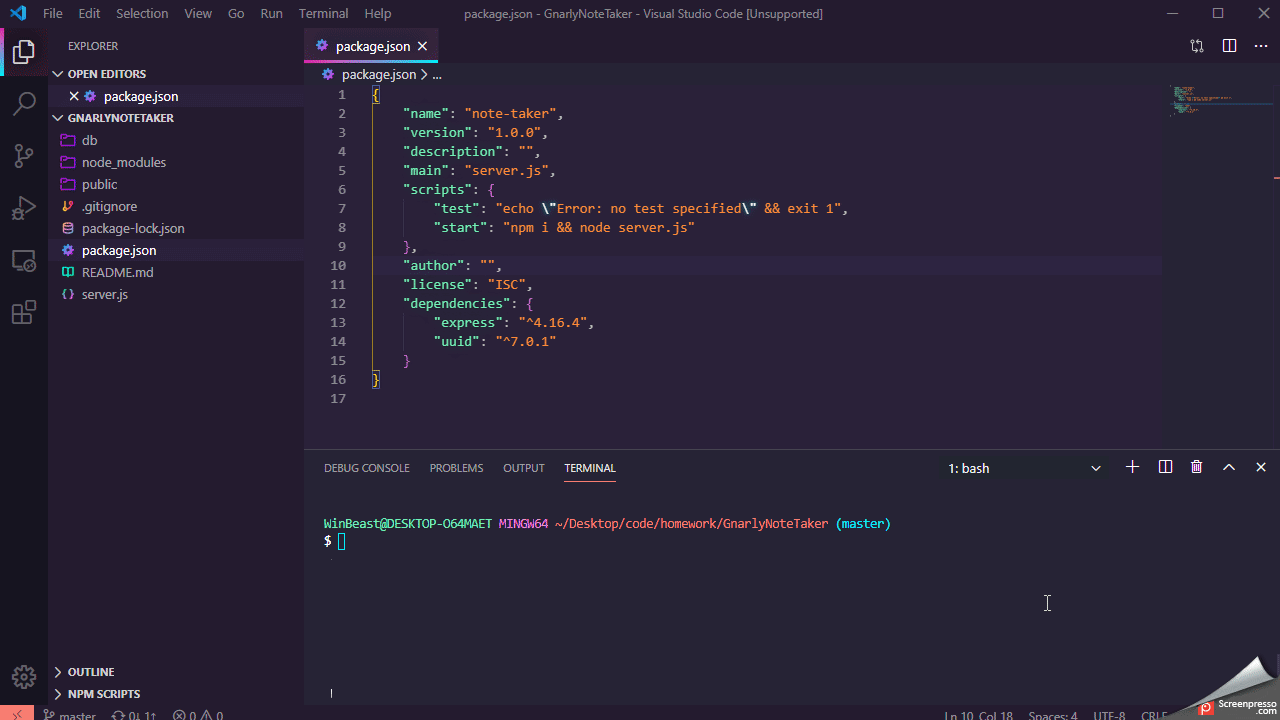 File Edit Selection View Go Run Terminal Help package.json - GnarlyNoteTaker - Visual Studio Code [Unsupported]
EXPLORER
OPEN EDITORS
package.json
GNARLYNOTETAKER
db
node_modules
public
.gitignore
package-lock.json
package.json
README.md
server.js
OUTLINE
NPM SCRIPTS
package.json
package.json > ...
1 {
2 "name": "note-taker",
3 "version": "1.0.0",
4 "description": "",
5 "main": "server.js",
6 "scripts": {
7 "test": "echo \"Error: no test specified\" && exit 1",
8 "start": "npm i && node server.js"
9 },
10 "author": "",
11 "license": "ISC",
12 "dependencies": {
13 "express": "^4.16.4",
14 "uuid": "^7.0.1"
15 }
16 }
17
DEBUG CONSOLE PROBLEMS OUTPUT TERMINAL 1: bash
WinBeast@DESKTOP-O64MAET MINGW64 ~/Desktop/code/homework/GnarlyNoteTaker (master)
$
master 0↓ 1↑ 0 0 Ln 10, Col 18 Spaces: 4 UTF-8 CRLF
Screenpresso
.com